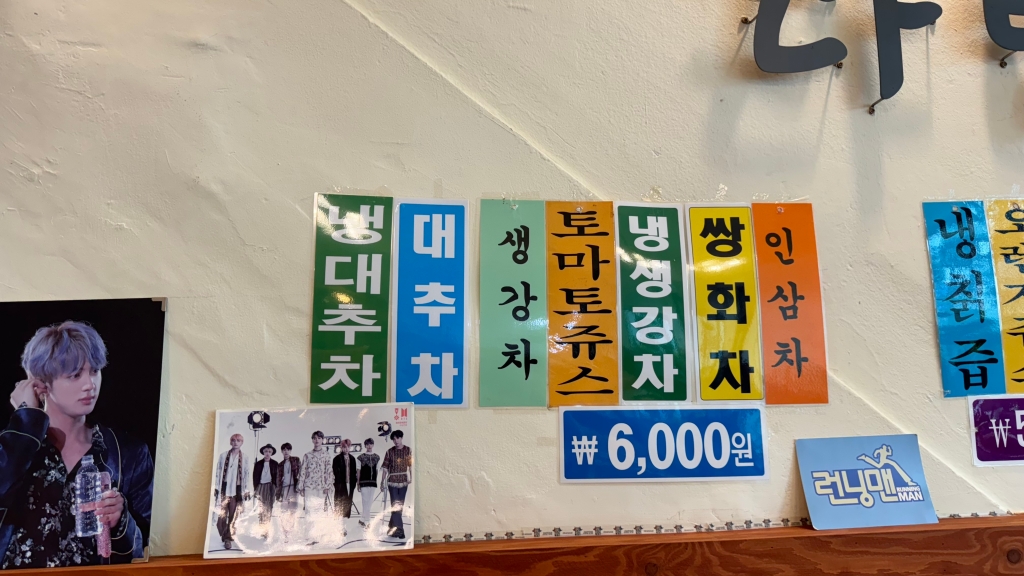 냉대추차
대추차
생강차
토마토쥬스
냉생강차
쌍화차
인삼차
냉칡즙
₩ 6,000원
₩5
런닝맨
RUNNING
MAN